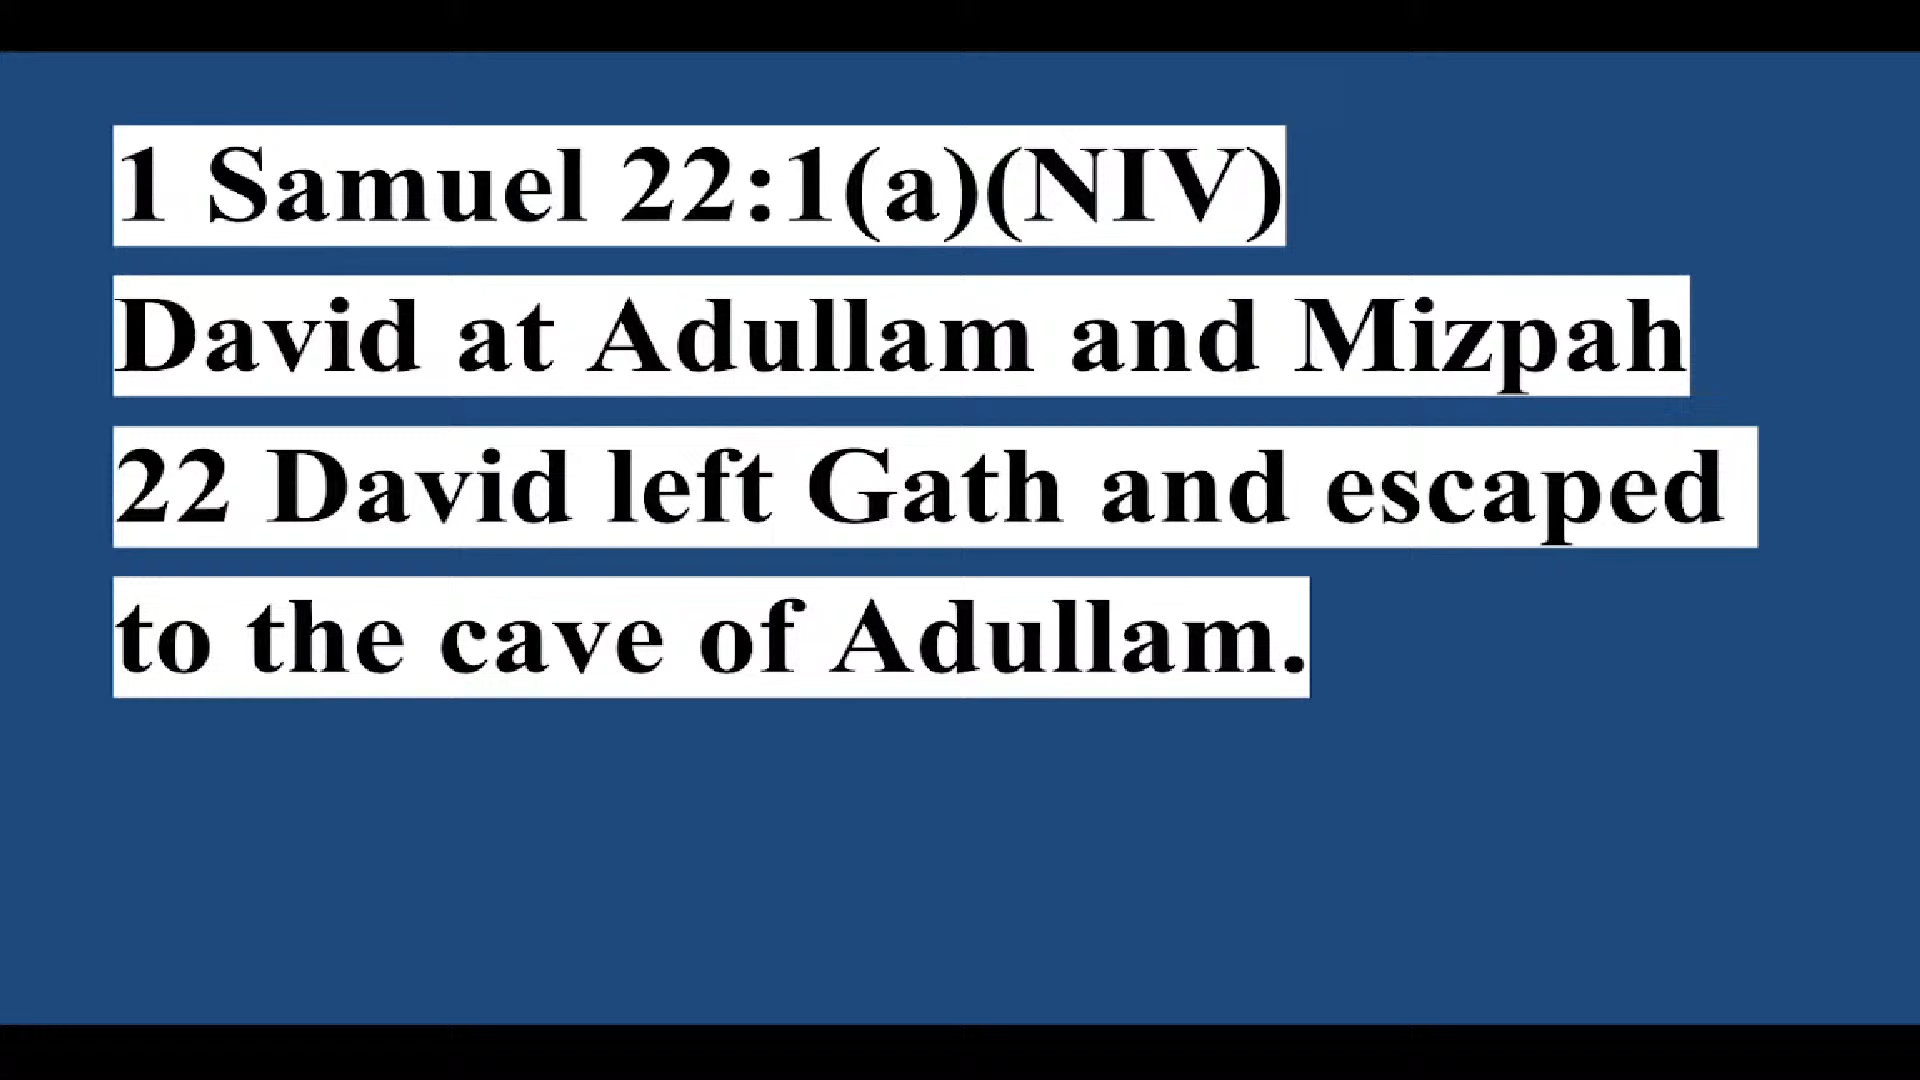 1 Samuel 22:1(a)(NIV)
David at Adullam and Mizpah
22 David left Gath and escaped
to the cave of Adullam.